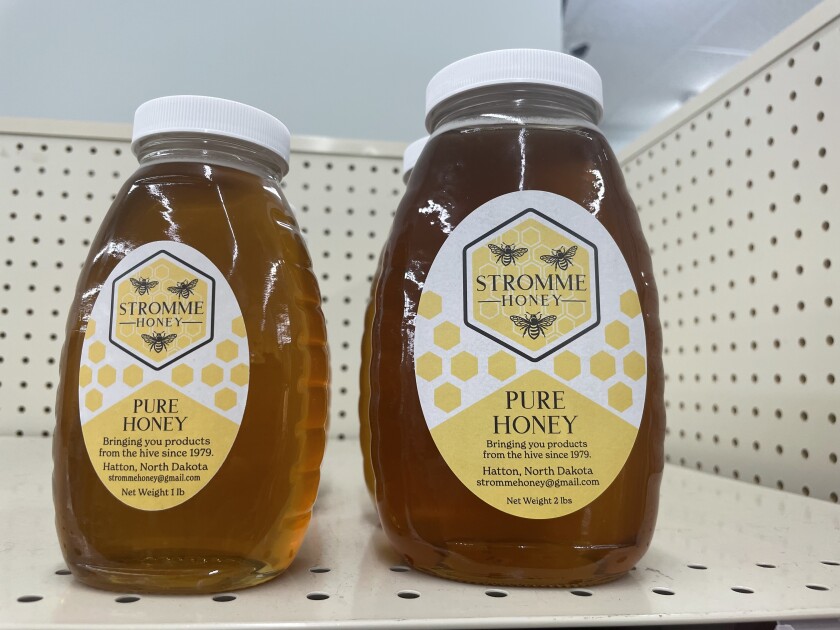 STROMME
HONEY
PURE
HONEY
Bringing you products
from the hive since 1979.
Hatton, North Dakota
strommehoney@gmail.com
Net Weight 1 lb
STROMME
HONEY
PURE
HONEY
Bringing you products
from the hive since 1979.
Hatton, North Dakota
strommehoney@gmail.com
Net Weight 2 lbs